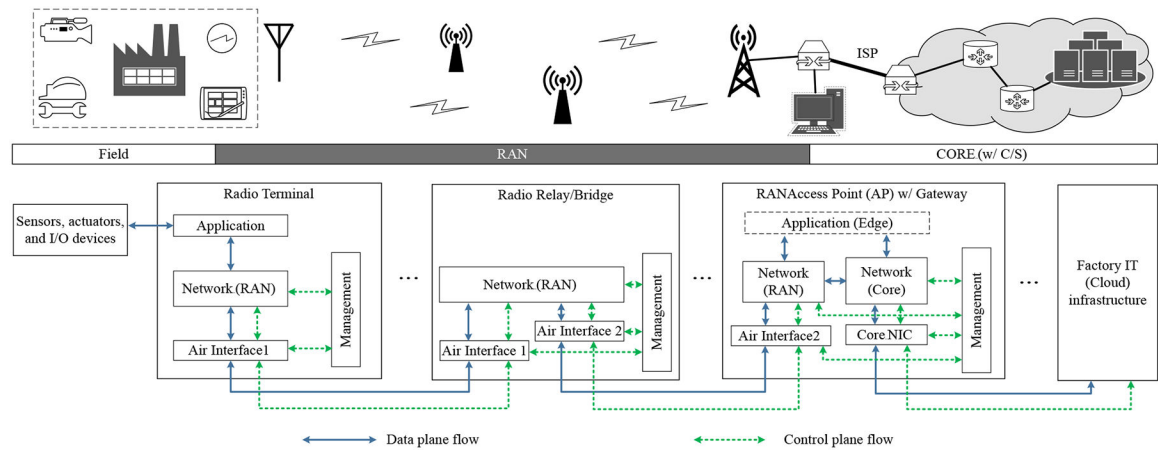 ISP
Field
RAN
CORE (w/ C/S)
Radio Terminal
Radio Relay/Bridge
RANAccess Point (AP) w/ Gateway
Sensors, actuators,
and I/O devices
Application
Network (RAN)
Air Interface1
Management
...
Network (RAN)
Air Interface 2
Air Interface 1
Management
...
Application (Edge)
Network
(RAN)
Network
(Core)
Air Interface2
Core NIC
Management
...
Factory IT
(Cloud)
infrastructure
Data plane flow
Control plane flow